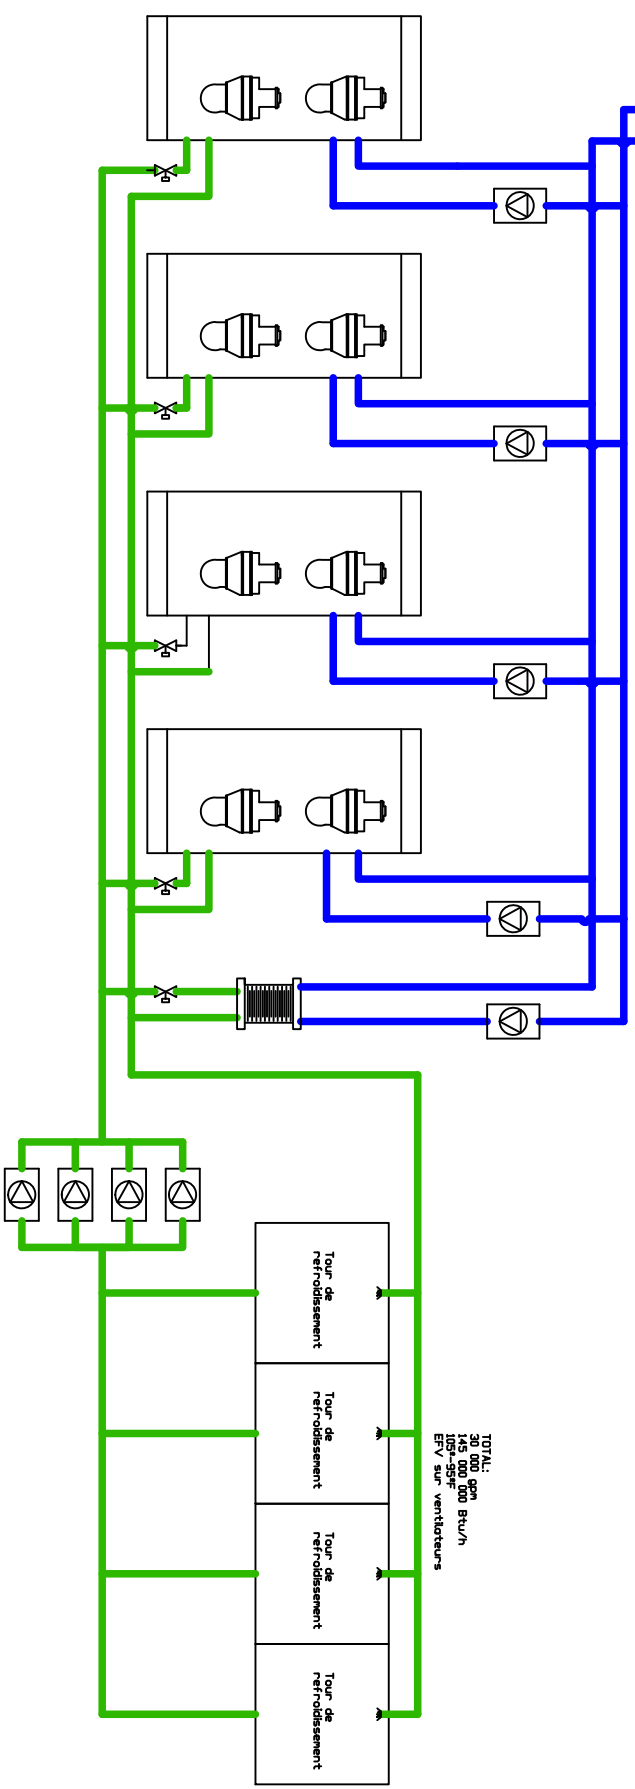 Tour de
refroidissement
Tour de
refroidissement
Tour de
refroidissement
Tour de
refroidissement
TOTAL:
30 000 gpm
145 000 000 Btu/h
105°-95°F
EFV sur ventilateurs